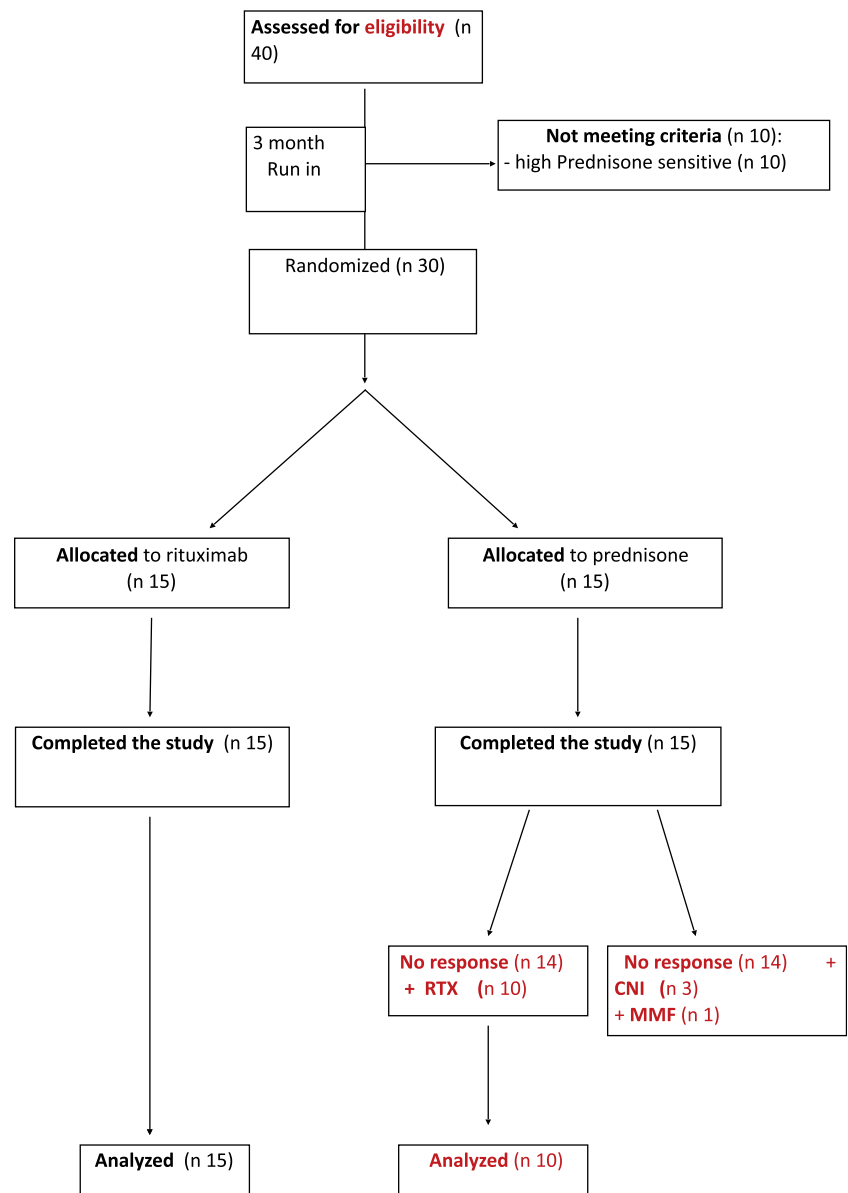 Assessed for eligibility (n
40)
3 month
Run in
Not meeting criteria (n 10):
- high Prednisone sensitive (n 10)
Randomized (n 30)
Allocated to rituximab
(n 15)
Allocated to prednisone
(n 15)
Completed the study (n 15)
Completed the study (n 15)
No response (n 14)
+ RTX (n 10)
No response (n 14) +
CNI (n 3)
+ MMF (n 1)
Analyzed (n 15)
Analyzed (n 10)